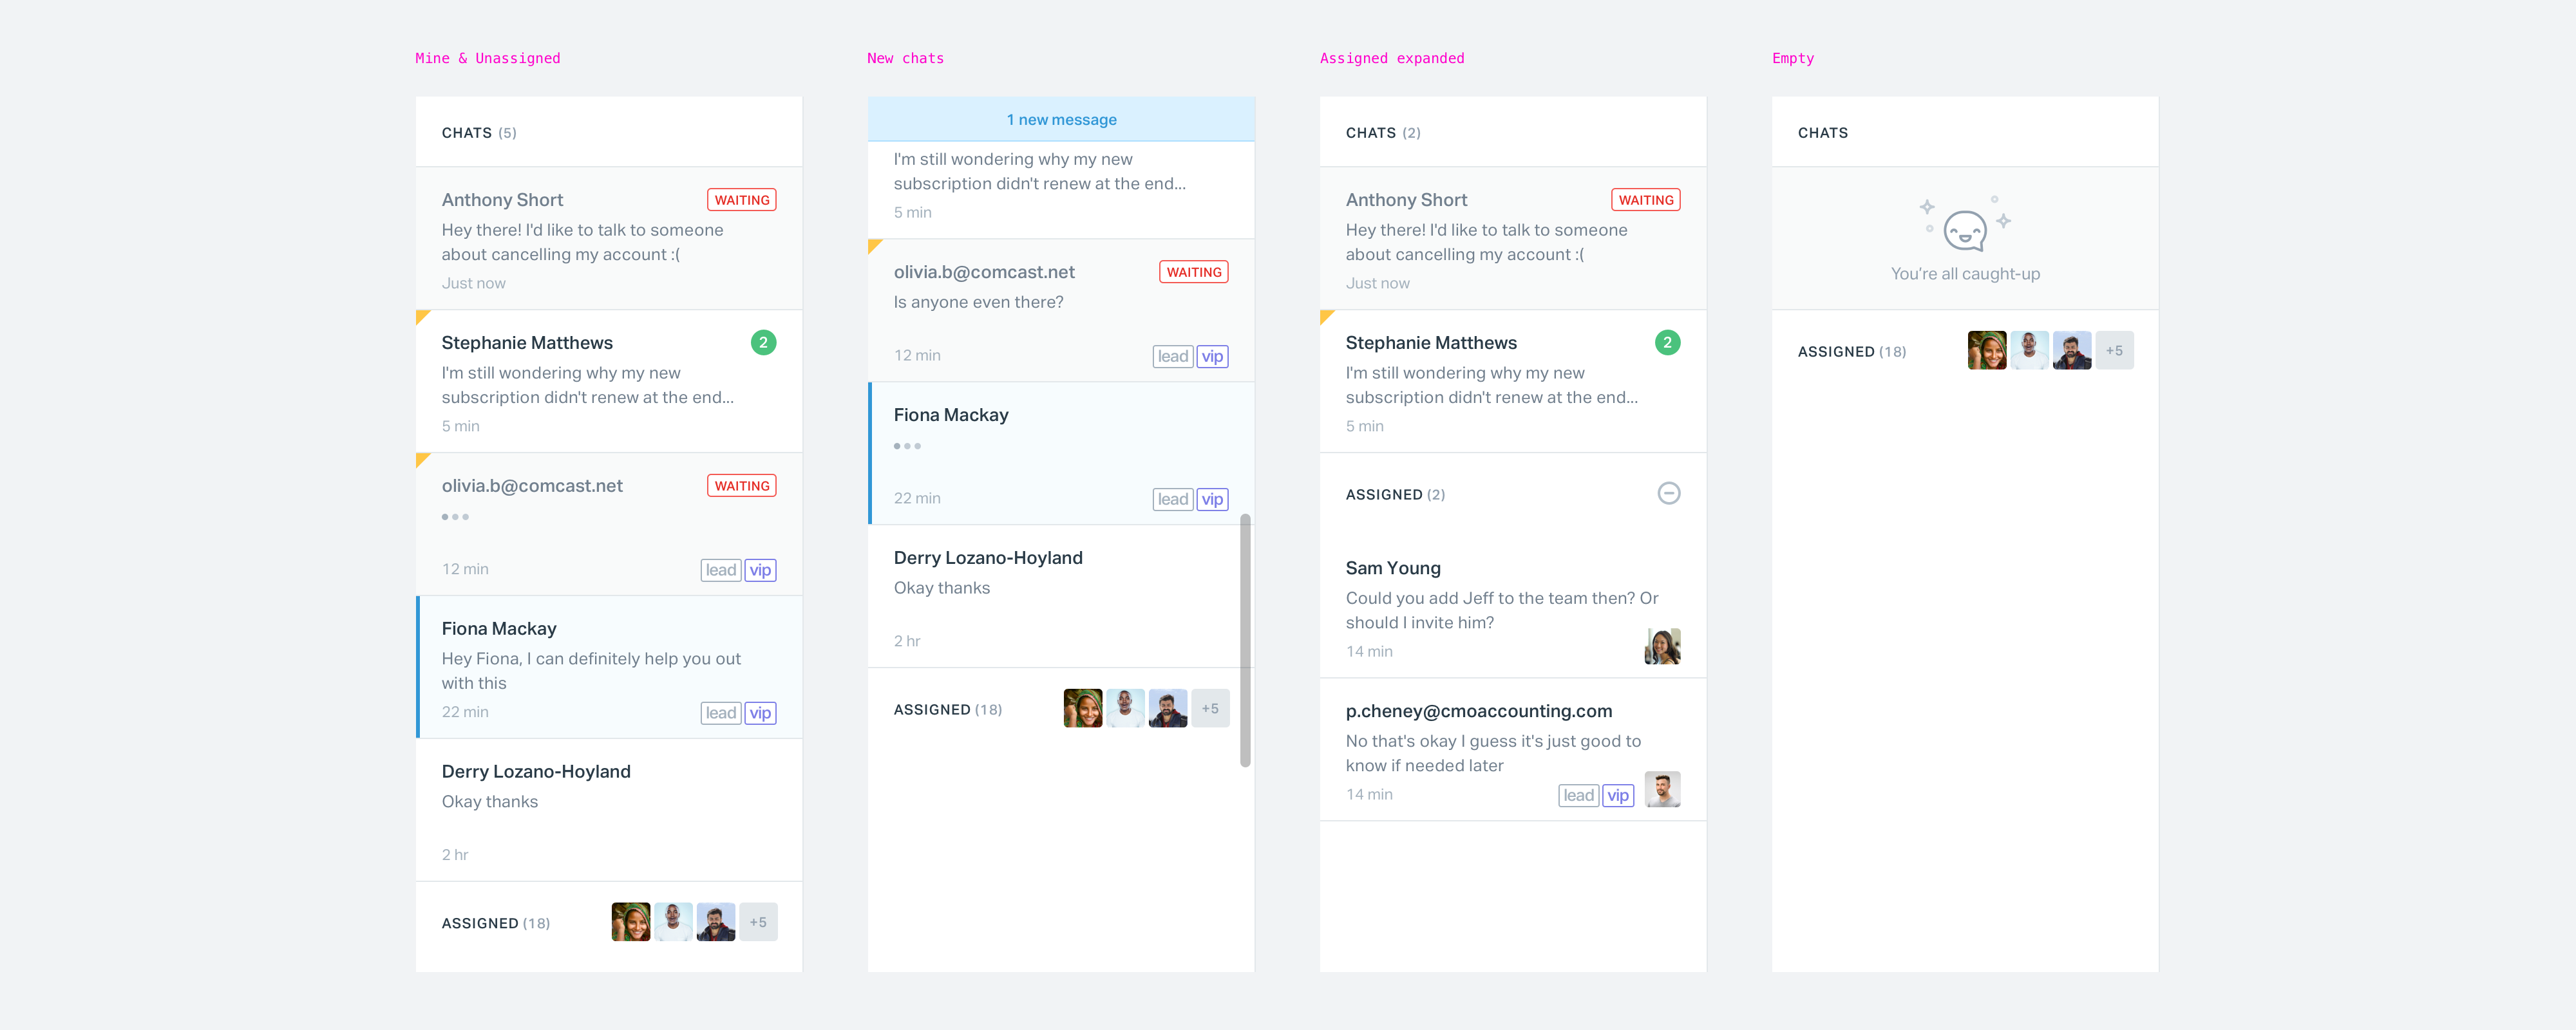 Mine & Unassigned
CHATS (5)
Anthony Short
WAITING
Hey there! I'd like to talk to someone
about cancelling my account :(
Just now
Stephanie Matthews
2
I'm still wondering why my new
subscription didn't renew at the end...
5 min
olivia.b@comcast.net
WAITING
12 min
lead vip
Fiona Mackay
Hey Fiona, I can definitely help you out
with this
22 min
lead vip
Derry Lozano-Hoyland
Okay thanks
2 hr
ASSIGNED (18)
+5
New chats
1 new message
I'm still wondering why my new
subscription didn't renew at the end...
5 min
olivia.b@comcast.net
WAITING
Is anyone even there?
12 min
lead vip
Fiona Mackay
22 min
lead vip
Derry Lozano-Hoyland
Okay thanks
2 hr
ASSIGNED (18)
+5
Assigned expanded
CHATS (2)
Anthony Short
WAITING
Hey there! I'd like to talk to someone
about cancelling my account :(
Just now
Stephanie Matthews
2
I'm still wondering why my new
subscription didn't renew at the end...
5 min
ASSIGNED (2)
Sam Young
Could you add Jeff to the team then? Or
should I invite him?
14 min
p.cheney@cmoaccounting.com
No that's okay I guess it's just good to
know if needed later
14 min
lead vip
Empty
CHATS
You’re all caught-up
ASSIGNED (18)
+5